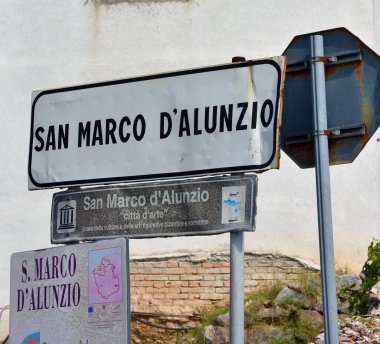 SAN MARCO D'ALUNZIO
San Marco d'Alunzio
"città d'arte"
S. MARCO
D'ALUNZIO